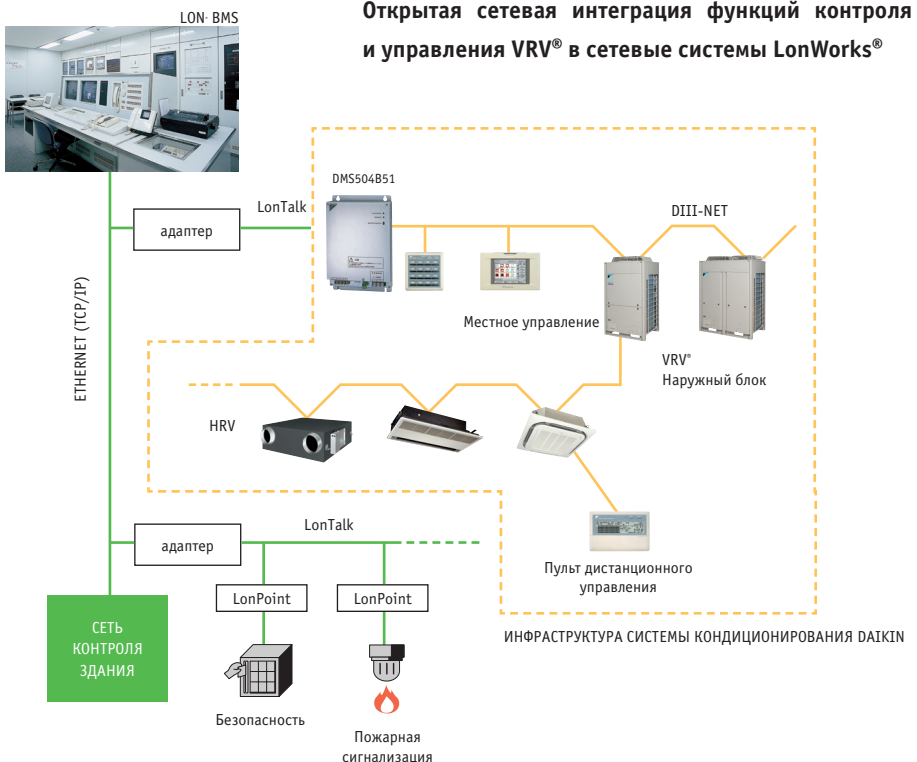 LON® BMS
Открытая сетевая интеграция функций контроля
и управления VRV® в сетевые системы LonWorks®
DMS504B51
LonTalk
DIII-NET
адаптер
ETHERNET (TCP/IP)
Местное управление
VRV®
Наружный блок
HRV
LonTalk
адаптер
Пульт дистанционного
управления
LonPoint
LonPoint
СЕТЬ
КОНТРОЛЯ
ЗДАНИЯ
ИНФРАСТРУКТУРА СИСТЕМЫ КОНДИЦИОНИРОВАНИЯ DAIKIN
Безопасность
Пожарная
сигнализация